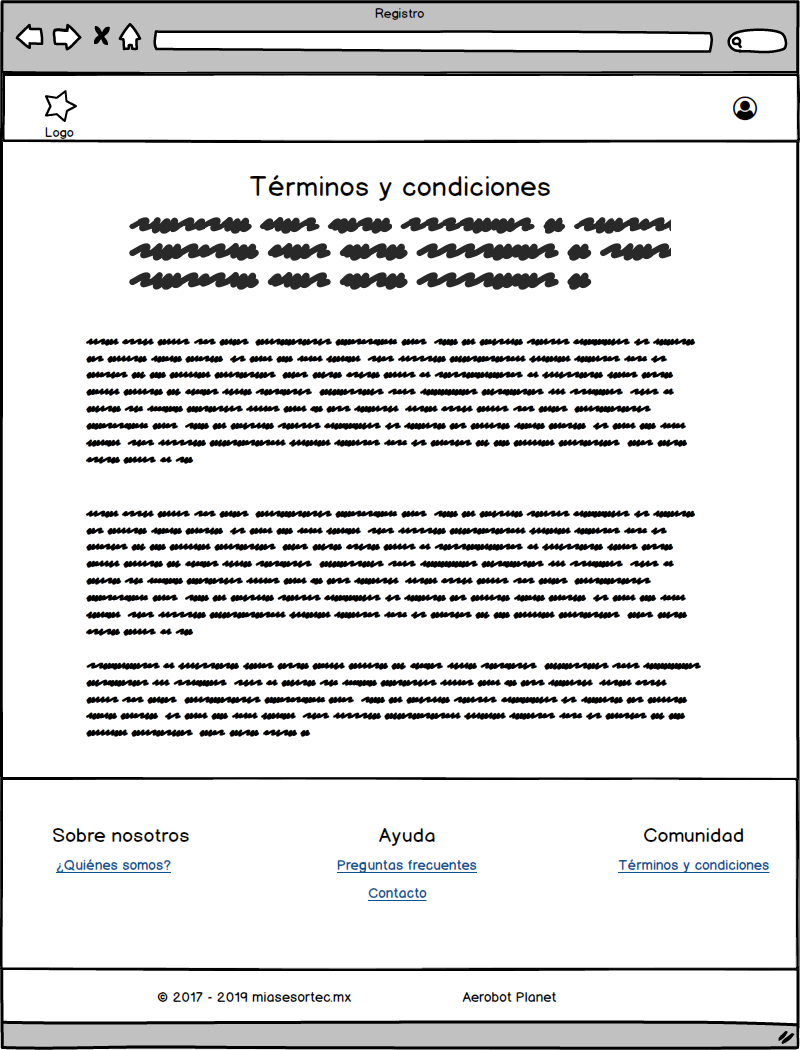 Registro
Logo
Términos y condiciones
Sobre nosotros
Ayuda
Comunidad
¿Quiénes somos?
Preguntas frecuentes
Términos y condiciones
Contacto
© 2017 - 2019 miasesortec.mx
Aerobot Planet